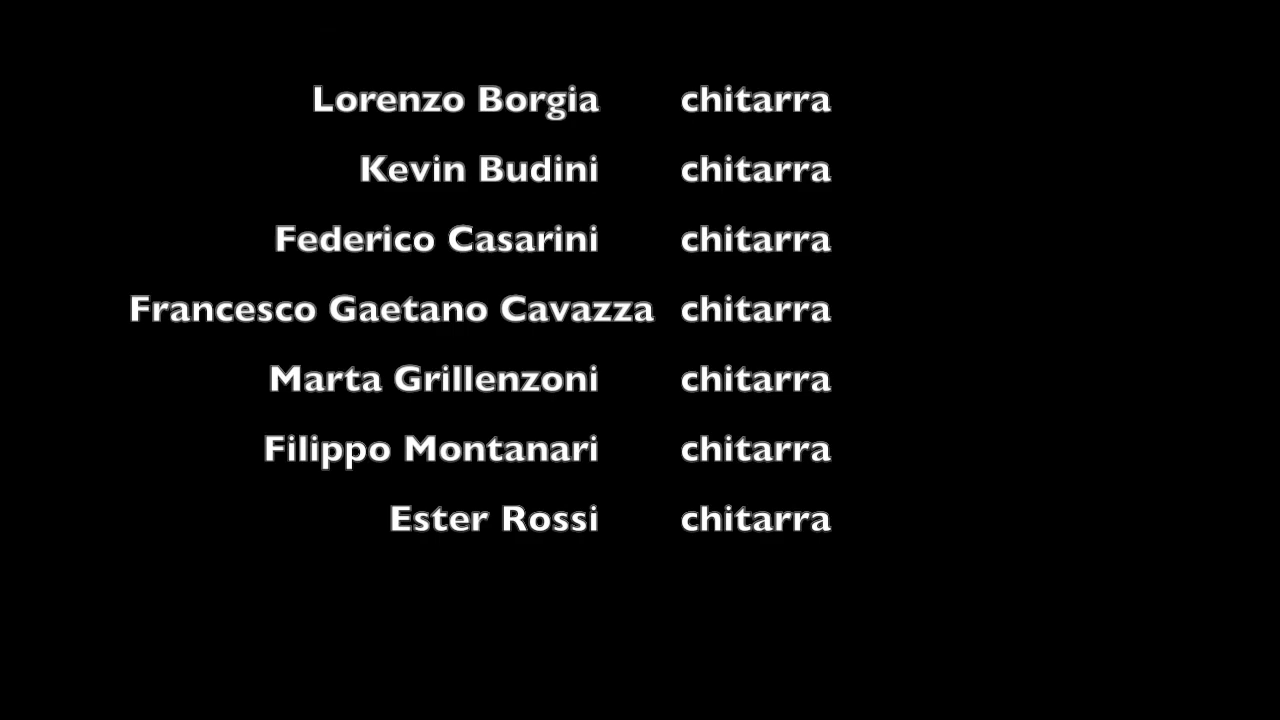 Lorenzo Borgia chitarra
Kevin Budini chitarra
Federico Casarini chitarra
Francesco Gaetano Cavazza chitarra
Marta Grillenzoni chitarra
Filippo Montanari chitarra
Ester Rossi chitarra